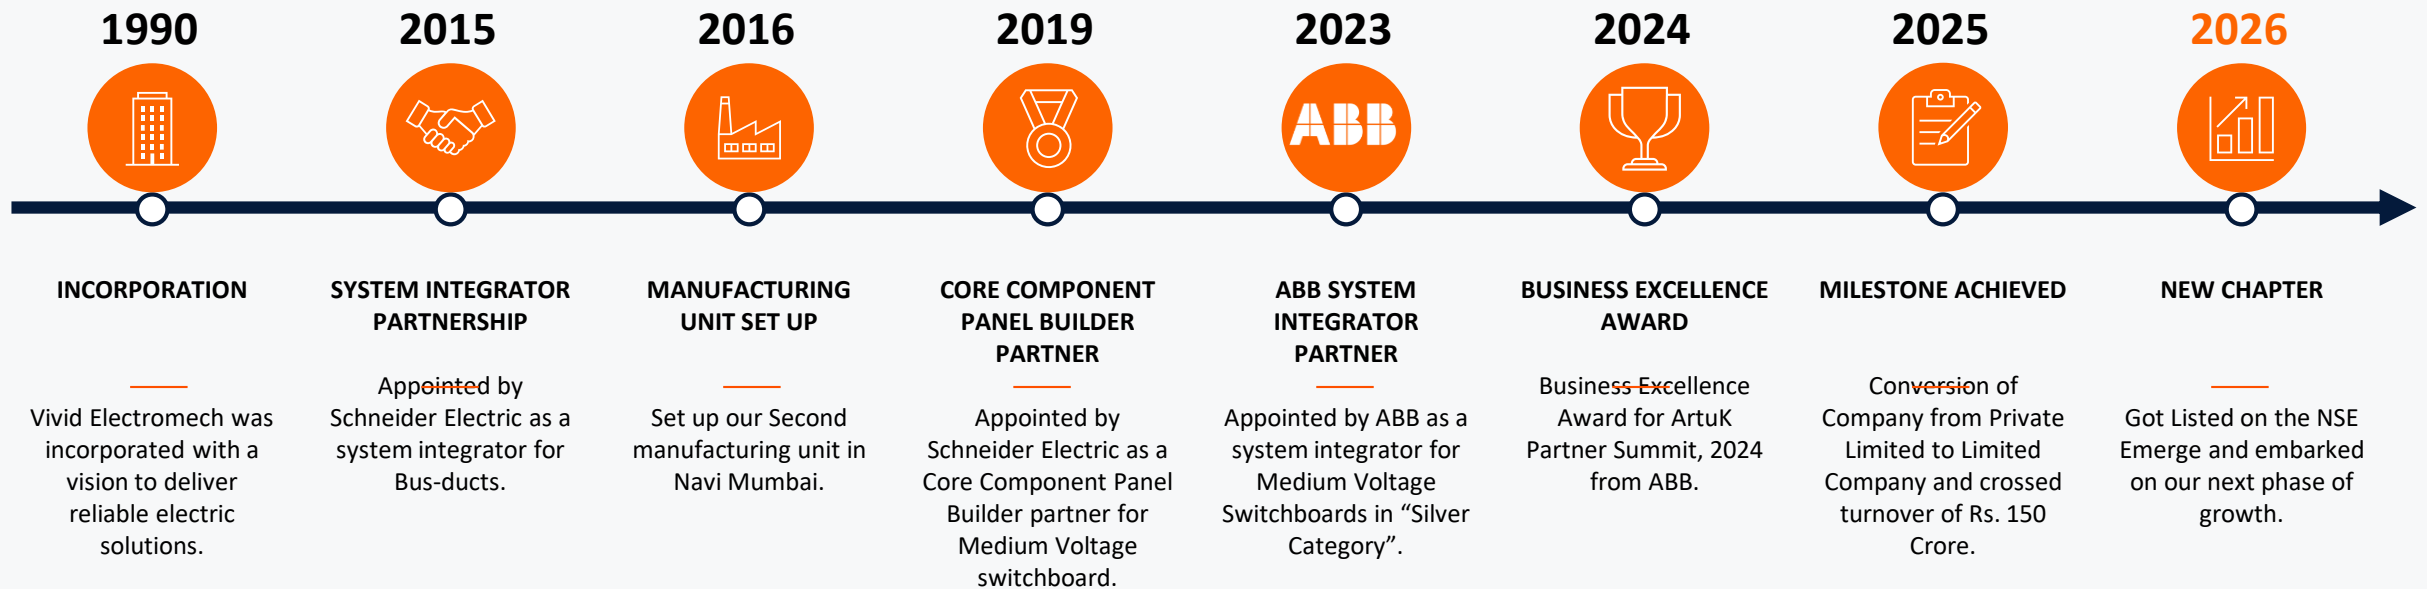 1990
2015
2016
2019
2023
2024
2025
2026
ABB
INCORPORATION
Vivid Electromech was
incorporated with a
vision to deliver
reliable electric
solutions.
SYSTEM INTEGRATOR
PARTNERSHIP
Appointed by
Schneider Electric as a
system integrator for
Bus-ducts.
MANUFACTURING
UNIT SET UP
Set up our Second
manufacturing unit in
Navi Mumbai.
CORE COMPONENT
PANEL BUILDER
PARTNER
Appointed by
Schneider Electric as a
Core Component Panel
Builder partner for
Medium Voltage
switchboard.
ABB SYSTEM
INTEGRATOR
PARTNER
Appointed by ABB as a
system integrator for
Medium Voltage
Switchboards in “Silver
Category”.
BUSINESS EXCELLENCE
AWARD
Business Excellence
Award for ArtuK
Partner Summit, 2024
from ABB.
MILESTONE ACHIEVED
Conversion of
Company from Private
Limited to Limited
Company and crossed
turnover of Rs. 150
Crore.
NEW CHAPTER
Got Listed on the NSE
Emerge and embarked
on our next phase of
growth.